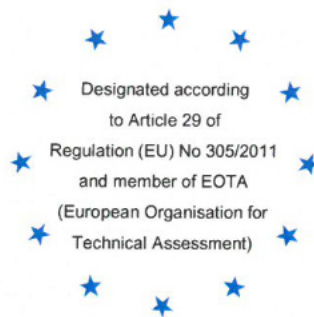 Designated according
to Article 29 of
Regulation (EU) No 305/2011
and member of EOTA
(European Organisation for
Technical Assessment)